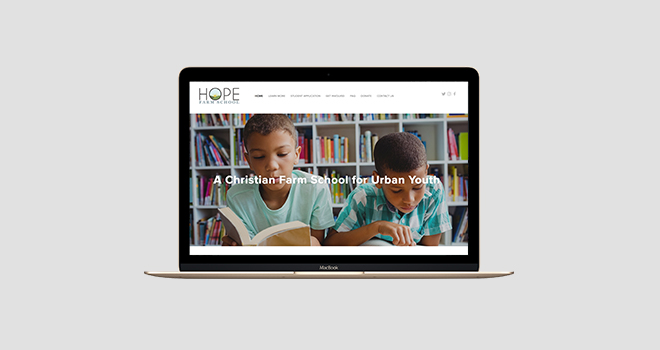 HOPE
FARM SCHOOL
HOME LEARN MORE STUDENT APPLICATION GET INVOLVED FAQ DONATE CONTACT US
A Christian Farm School for Urban Youth
MacBook